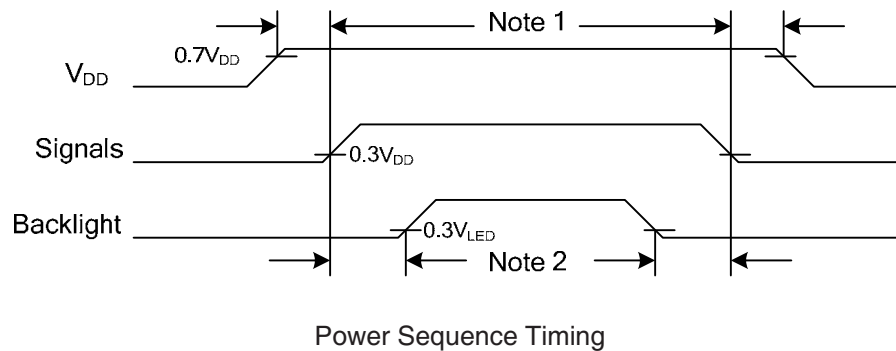 Note 1
0.7VDD
VDD
Signals
0.3VDD
Backlight
0.3VLED
Note 2
Power Sequence Timing